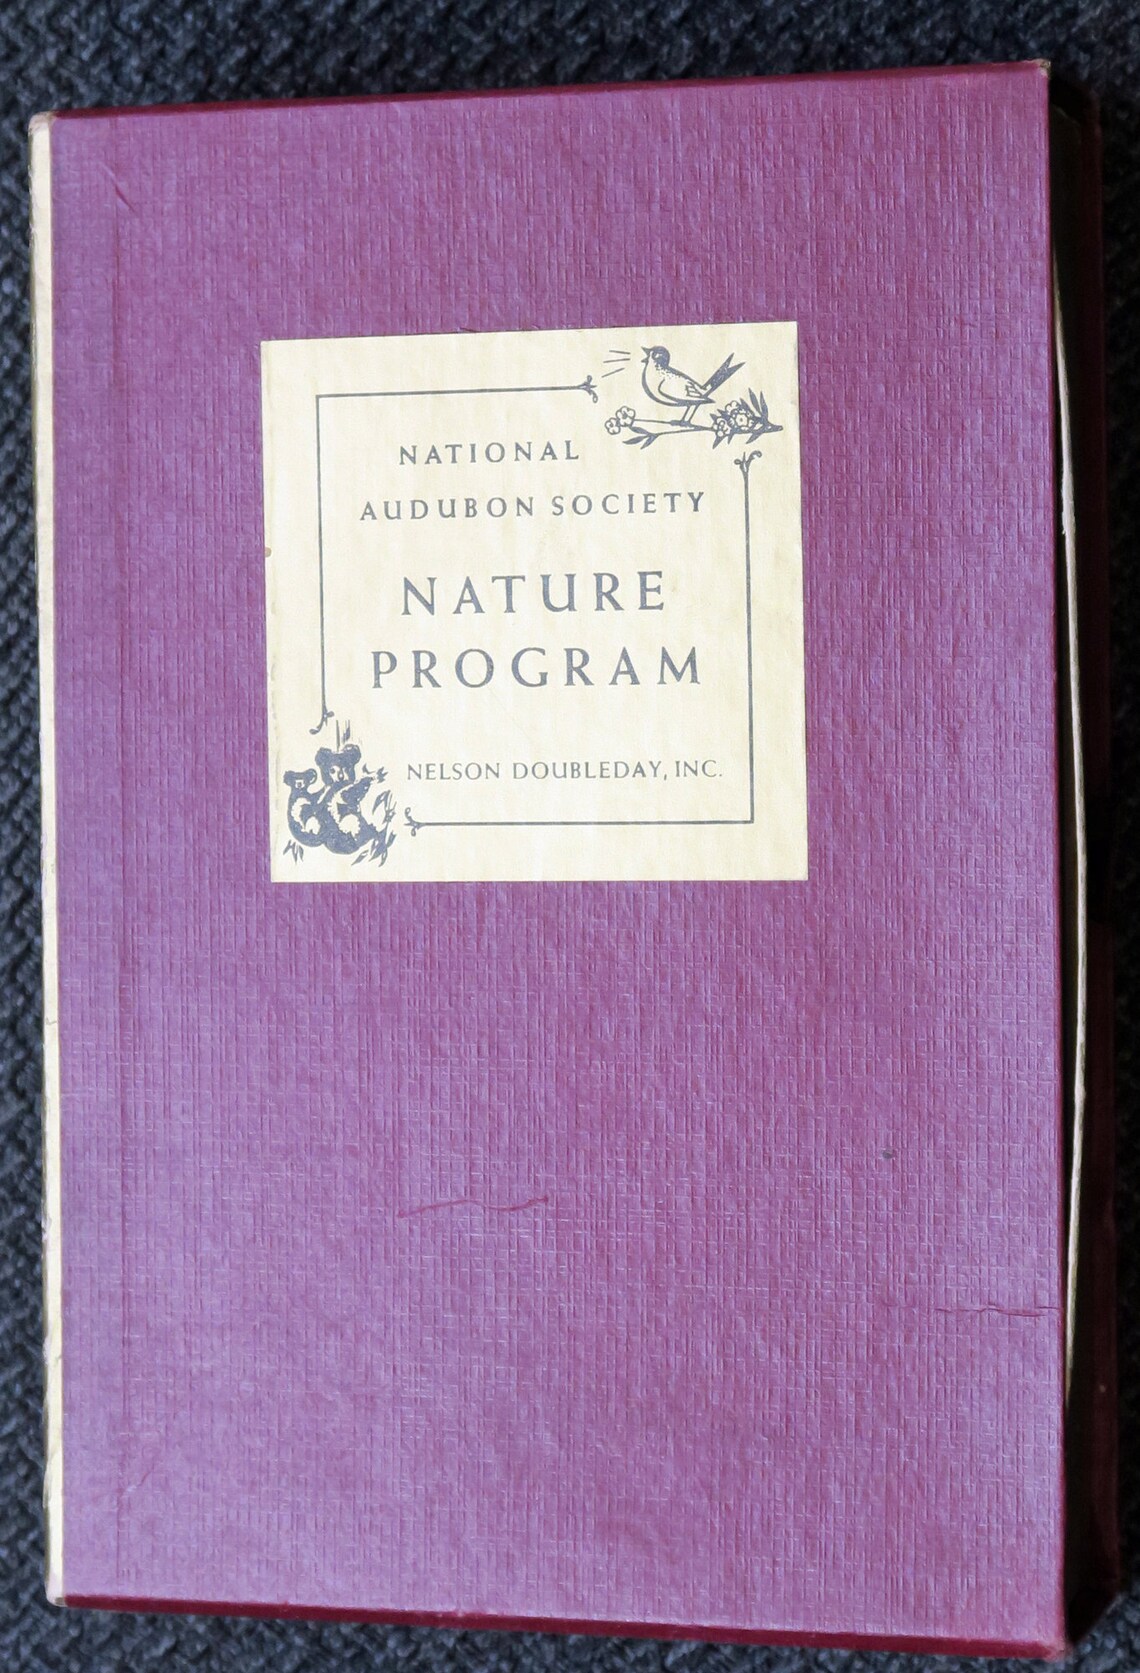 NATIONAL
AUDUBON SOCIETY
NATURE
PROGRAM
NELSON DOUBLEDAY, INC.